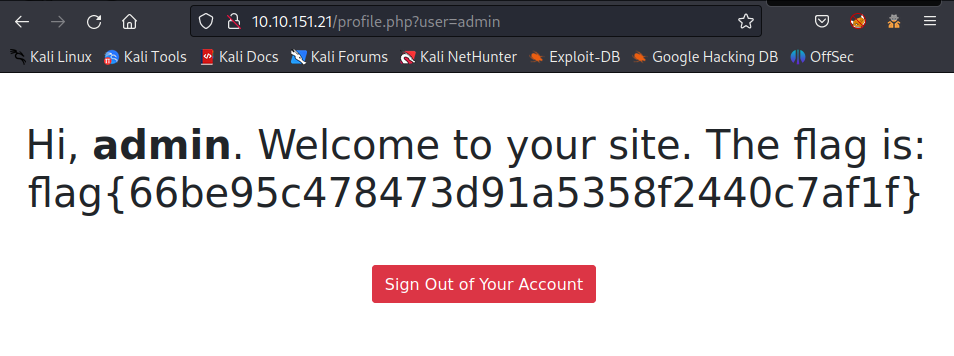 10.10.151.21/profile.php?user=admin
Kali Linux Kali Tools Kali Docs Kali Forums Kali NetHunter Exploit-DB Google Hacking DB OffSec
Hi, admin. Welcome to your site. The flag is:
flag{66be95c478473d91a5358f2440c7af1f}
Sign Out of Your Account